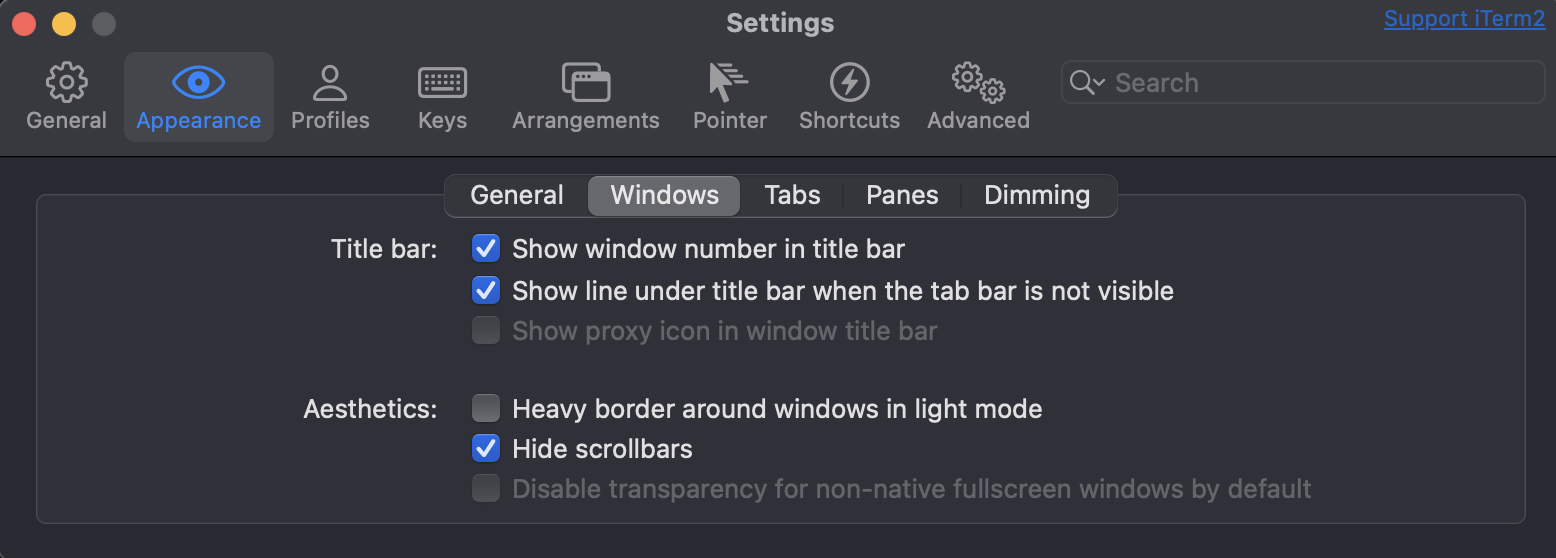 Settings
Support iTerm2
General Appearance Profiles Keys Arrangements Pointer Shortcuts Advanced Search
General Windows Tabs Panes Dimming
Title bar: Show window number in title bar
Show line under title bar when the tab bar is not visible
Show proxy icon in window title bar
Aesthetics: Heavy border around windows in light mode
Hide scrollbars
Disable transparency for non-native fullscreen windows by default